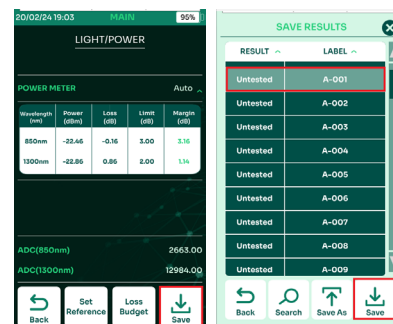 20/02/24 19:03 MAIN 95%
LIGHT/POWER
POWER METER Auto
Wavelength (nm) Power (dBm) Loss (dB) Limit (dB) Margin (dB)
850nm -22.46 -0.16 3.00 3.16
1300nm -22.86 0.86 2.00 1.14
ADC(850nm) 2663.00
ADC(1300nm) 12984.00
Back Set Reference Loss Budget Save
SAVE RESULTS
RESULT LABEL
Untested A-001
Untested A-002
Untested A-003
Untested A-004
Untested A-005
Untested A-006
Untested A-007
Untested A-008
Untested A-009
Back Search Save As Save